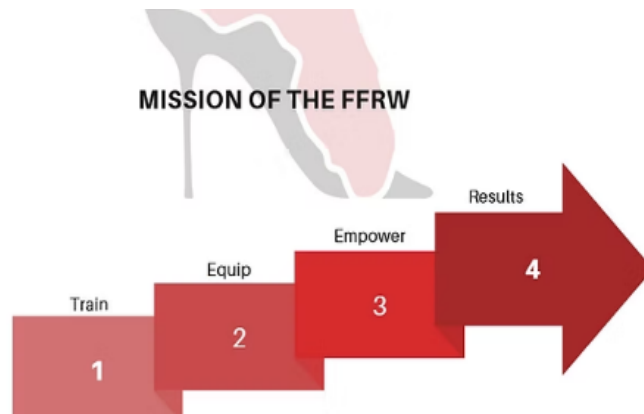 MISSION OF THE FFRW
Train
1
Equip
2
Empower
3
Results
4